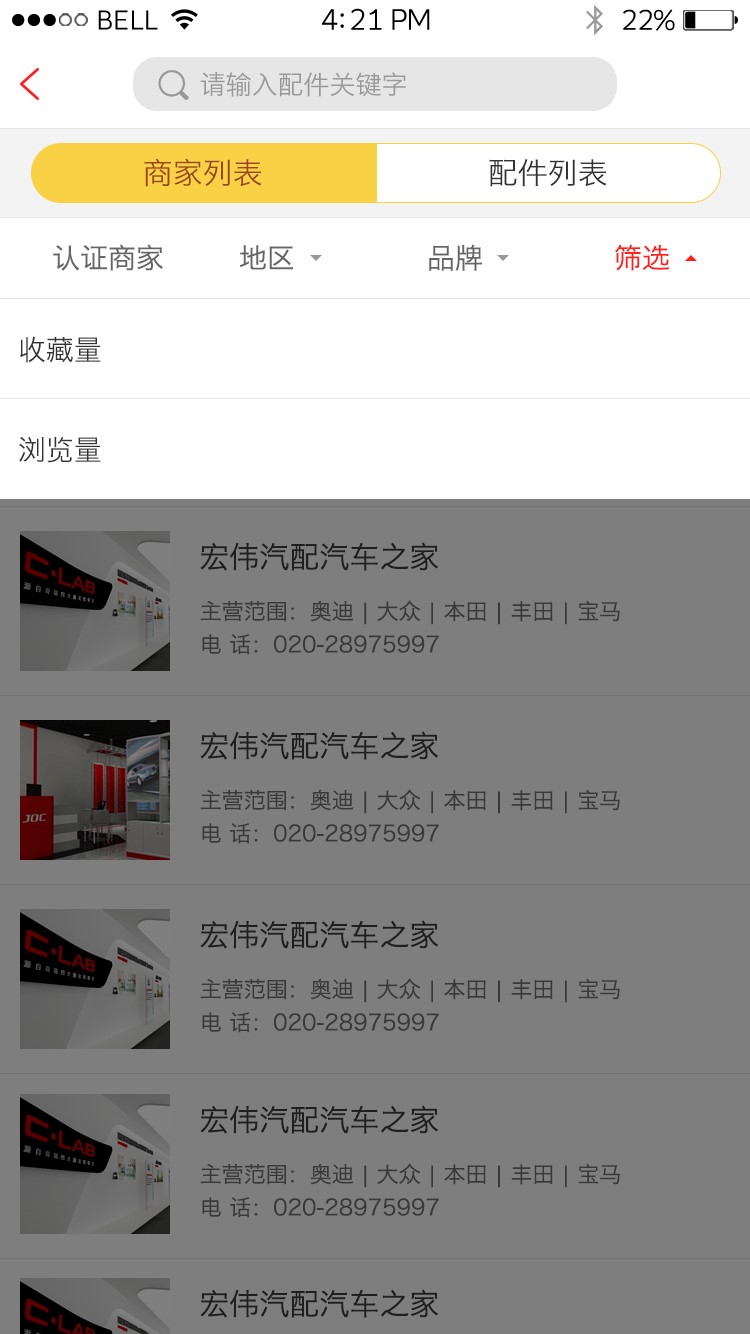 BELL 4:21 PM 22%
请输入配件关键字
商家列表 配件列表
认证商家 地区 品牌 筛选
收藏量
浏览量
宏伟汽配汽车之家
C·LAB
主营范围：奥迪 | 大众 | 本田 | 丰田 | 宝马
电 话：020-28975997
宏伟汽配汽车之家
主营范围：奥迪 | 大众 | 本田 | 丰田 | 宝马
JOC
电 话：020-28975997
宏伟汽配汽车之家
C·LAB
主营范围：奥迪 | 大众 | 本田 | 丰田 | 宝马
电 话：020-28975997
宏伟汽配汽车之家
C·LAB
主营范围：奥迪 | 大众 | 本田 | 丰田 | 宝马
电 话：020-28975997
宏伟汽配汽车之家